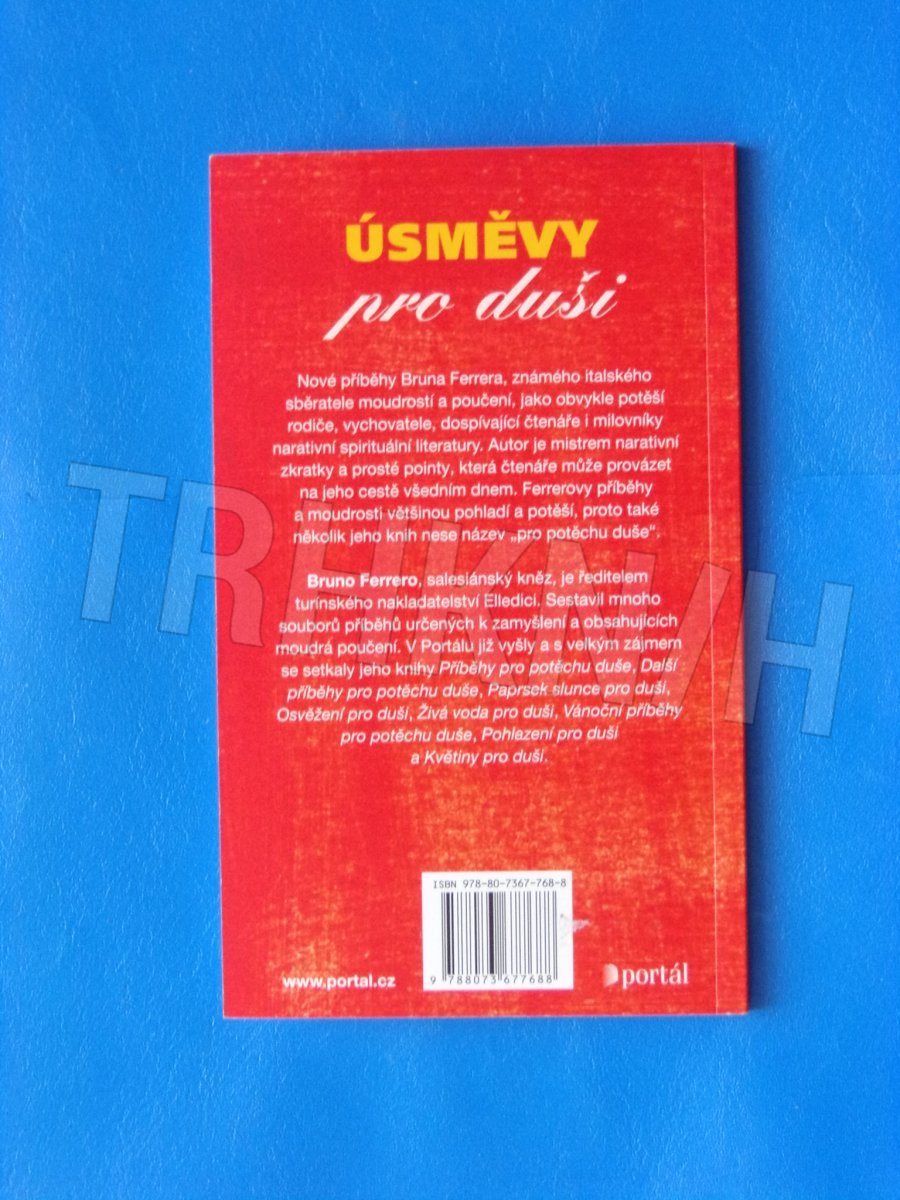 ÚSMĚVY
pro duši
Nové příběhy Bruna Ferrera, známého italského
sběratele moudrostí a poučení, jako obvykle potěší
rodiče, vychovatele, dospívající čtenáře i milovníky
narativní spirituální literatury. Autor je mistrem narativní
zkratky a prosté pointy, která čtenáře může provázet
na jeho cestě všedním dnem. Ferrerovy příběhy
a moudrosti většinou pohladí a potěší, proto také
několik jeho knih nese název „pro potěchu duše“.
Bruno Ferrero, salesiánský kněz, je ředitelem
turínského nakladatelství Elledici. Sestavil mnoho
souborů příběhů určených k zamyšlení a obsahujících
moudrá poučení. V Portálu již vyšly a s velkým zájmem
se setkaly jeho knihy Příběhy pro potěchu duše, Další
příběhy pro potěchu duše, Paprsek slunce pro duši,
Osvěžení pro duši, Živá voda pro duši, Vánoční příběhy
pro potěchu duše, Pohlazení pro duši
a Květiny pro duši.
ISBN 978-80-7367-768-8
9 788073 677688
www.portal.cz
portál
TRHKNIH